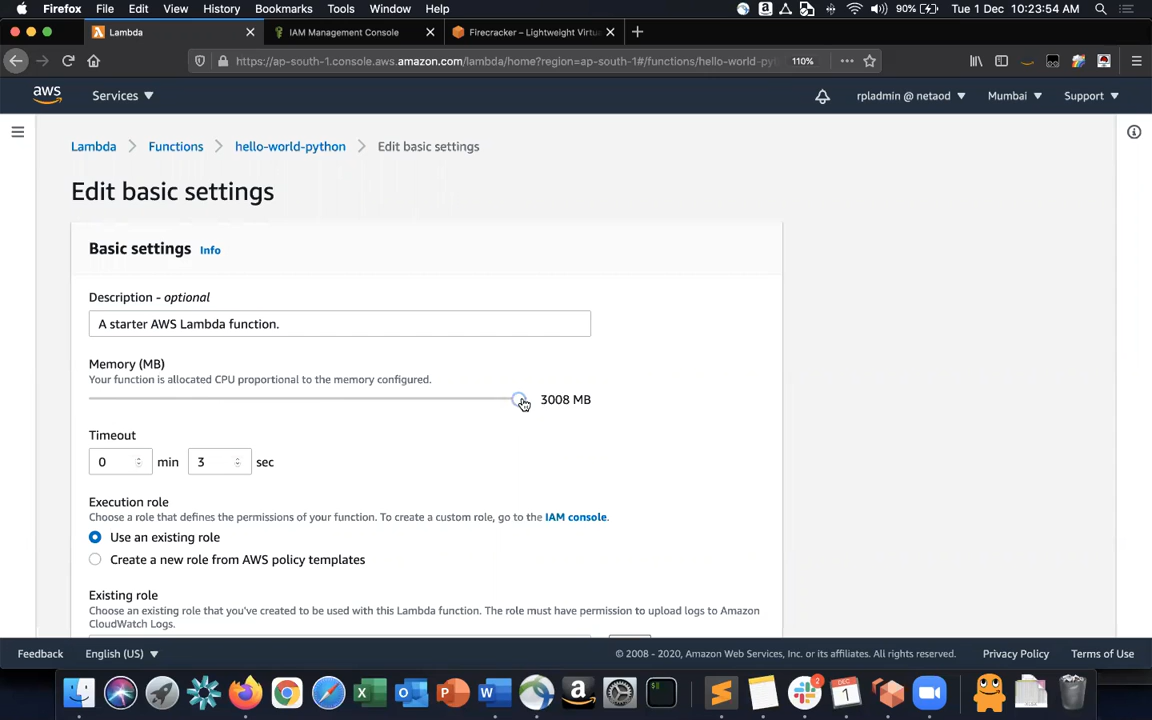 Firefox File Edit View History Bookmarks Tools Window Help 90% Tue 1 Dec 10:23:54 AM
Lambda IAM Management Console Firecracker – Lightweight Virtua
https://ap-south-1.console.aws.amazon.com/lambda/home?region=ap-south-1#/functions/hello-world-pyth 110%
aws Services rpladmin @ netaod Mumbai Support
Lambda Functions hello-world-python Edit basic settings
Edit basic settings
Basic settings Info
Description - optional
A starter AWS Lambda function.
Memory (MB)
Your function is allocated CPU proportional to the memory configured.
3008 MB
Timeout
0 min 3 sec
Execution role
Choose a role that defines the permissions of your function. To create a custom role, go to the IAM console.
Use an existing role
Create a new role from AWS policy templates
Existing role
Choose an existing role that you've created to be used with this Lambda function. The role must have permission to upload logs to Amazon
CloudWatch Logs.
Feedback English (US) © 2008 - 2020, Amazon Web Services, Inc. or its affiliates. All rights reserved. Privacy Policy Terms of Use